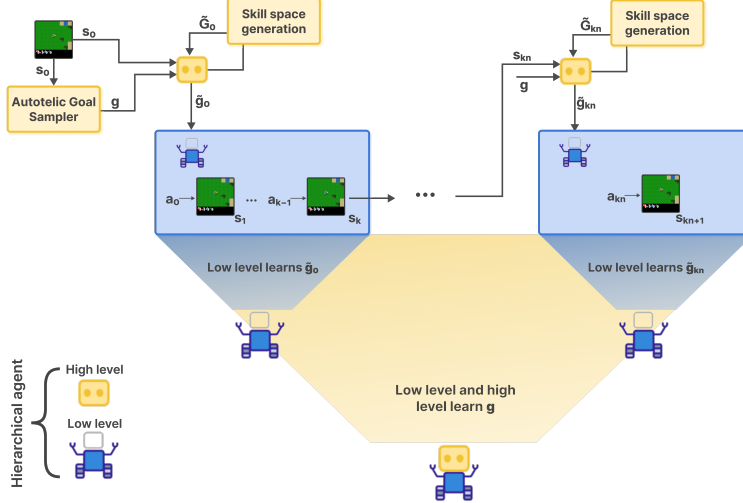 s₀
s₀
Autotelic Goal
Sampler
g
G̃₀
Skill space
generation
g̃₀
a₀
s₁
...
aₖ₋₁
sₖ
...
sₖₙ
g
G̃ₖₙ
Skill space
generation
g̃ₖₙ
aₖₙ
sₖₙ₊₁
Low level learns g̃₀
Low level learns g̃ₖₙ
Low level and high
level learn g
Hierarchical agent
High level
Low level